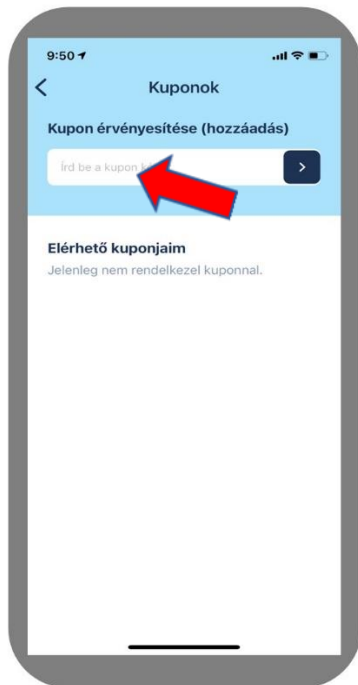 9:50
Kuponok
Kupon érvényesítése (hozzáadás)
Írd be a kupon
Elérhető kuponjaim
Jelenleg nem rendelkezel kuponnal.